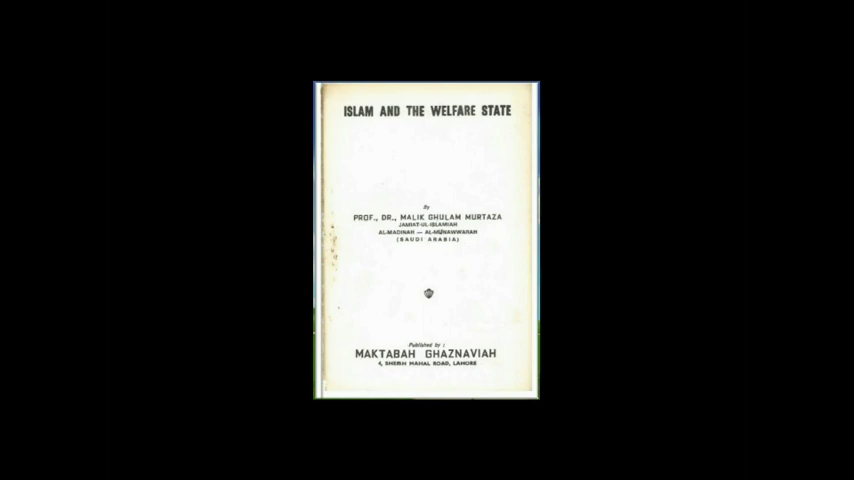 ISLAM AND THE WELFARE STATE
By
PROF., DR., MALIK GHULAM MURTAZA
JAMIAT-UL-ISLAMIAH
AL-MADINAH — AL-MUNAWWARAH
(SAUDI ARABIA)
Published by :
MAKTABAH GHAZNAVIAH
4, SHEESH MAHAL ROAD, LAHORE